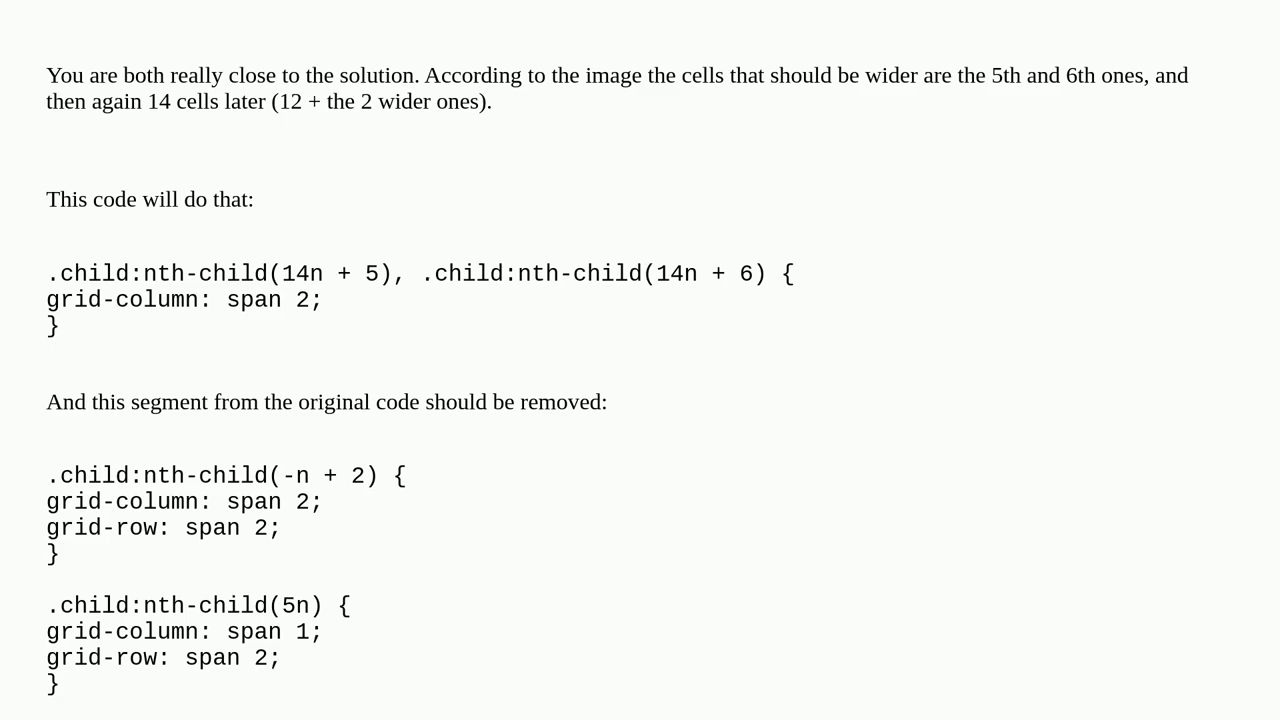 You are both really close to the solution. According to the image the cells that should be wider are the 5th and 6th ones, and
then again 14 cells later (12 + the 2 wider ones).
This code will do that:
.child:nth-child(14n + 5), .child:nth-child(14n + 6) {
grid-column: span 2;
}
And this segment from the original code should be removed:
.child:nth-child(-n + 2) {
grid-column: span 2;
grid-row: span 2;
}
.child:nth-child(5n) {
grid-column: span 1;
grid-row: span 2;
}